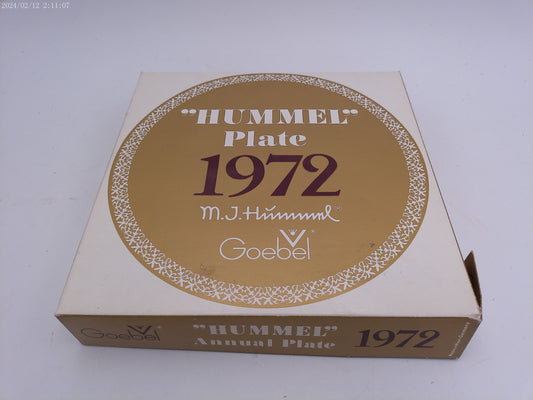 2024/02/12 2:11:07
"HUMMEL"
Plate
1972
M.J.Hummel®
Goebel®
Goebel®
"HUMMEL"
Annual Plate
1972